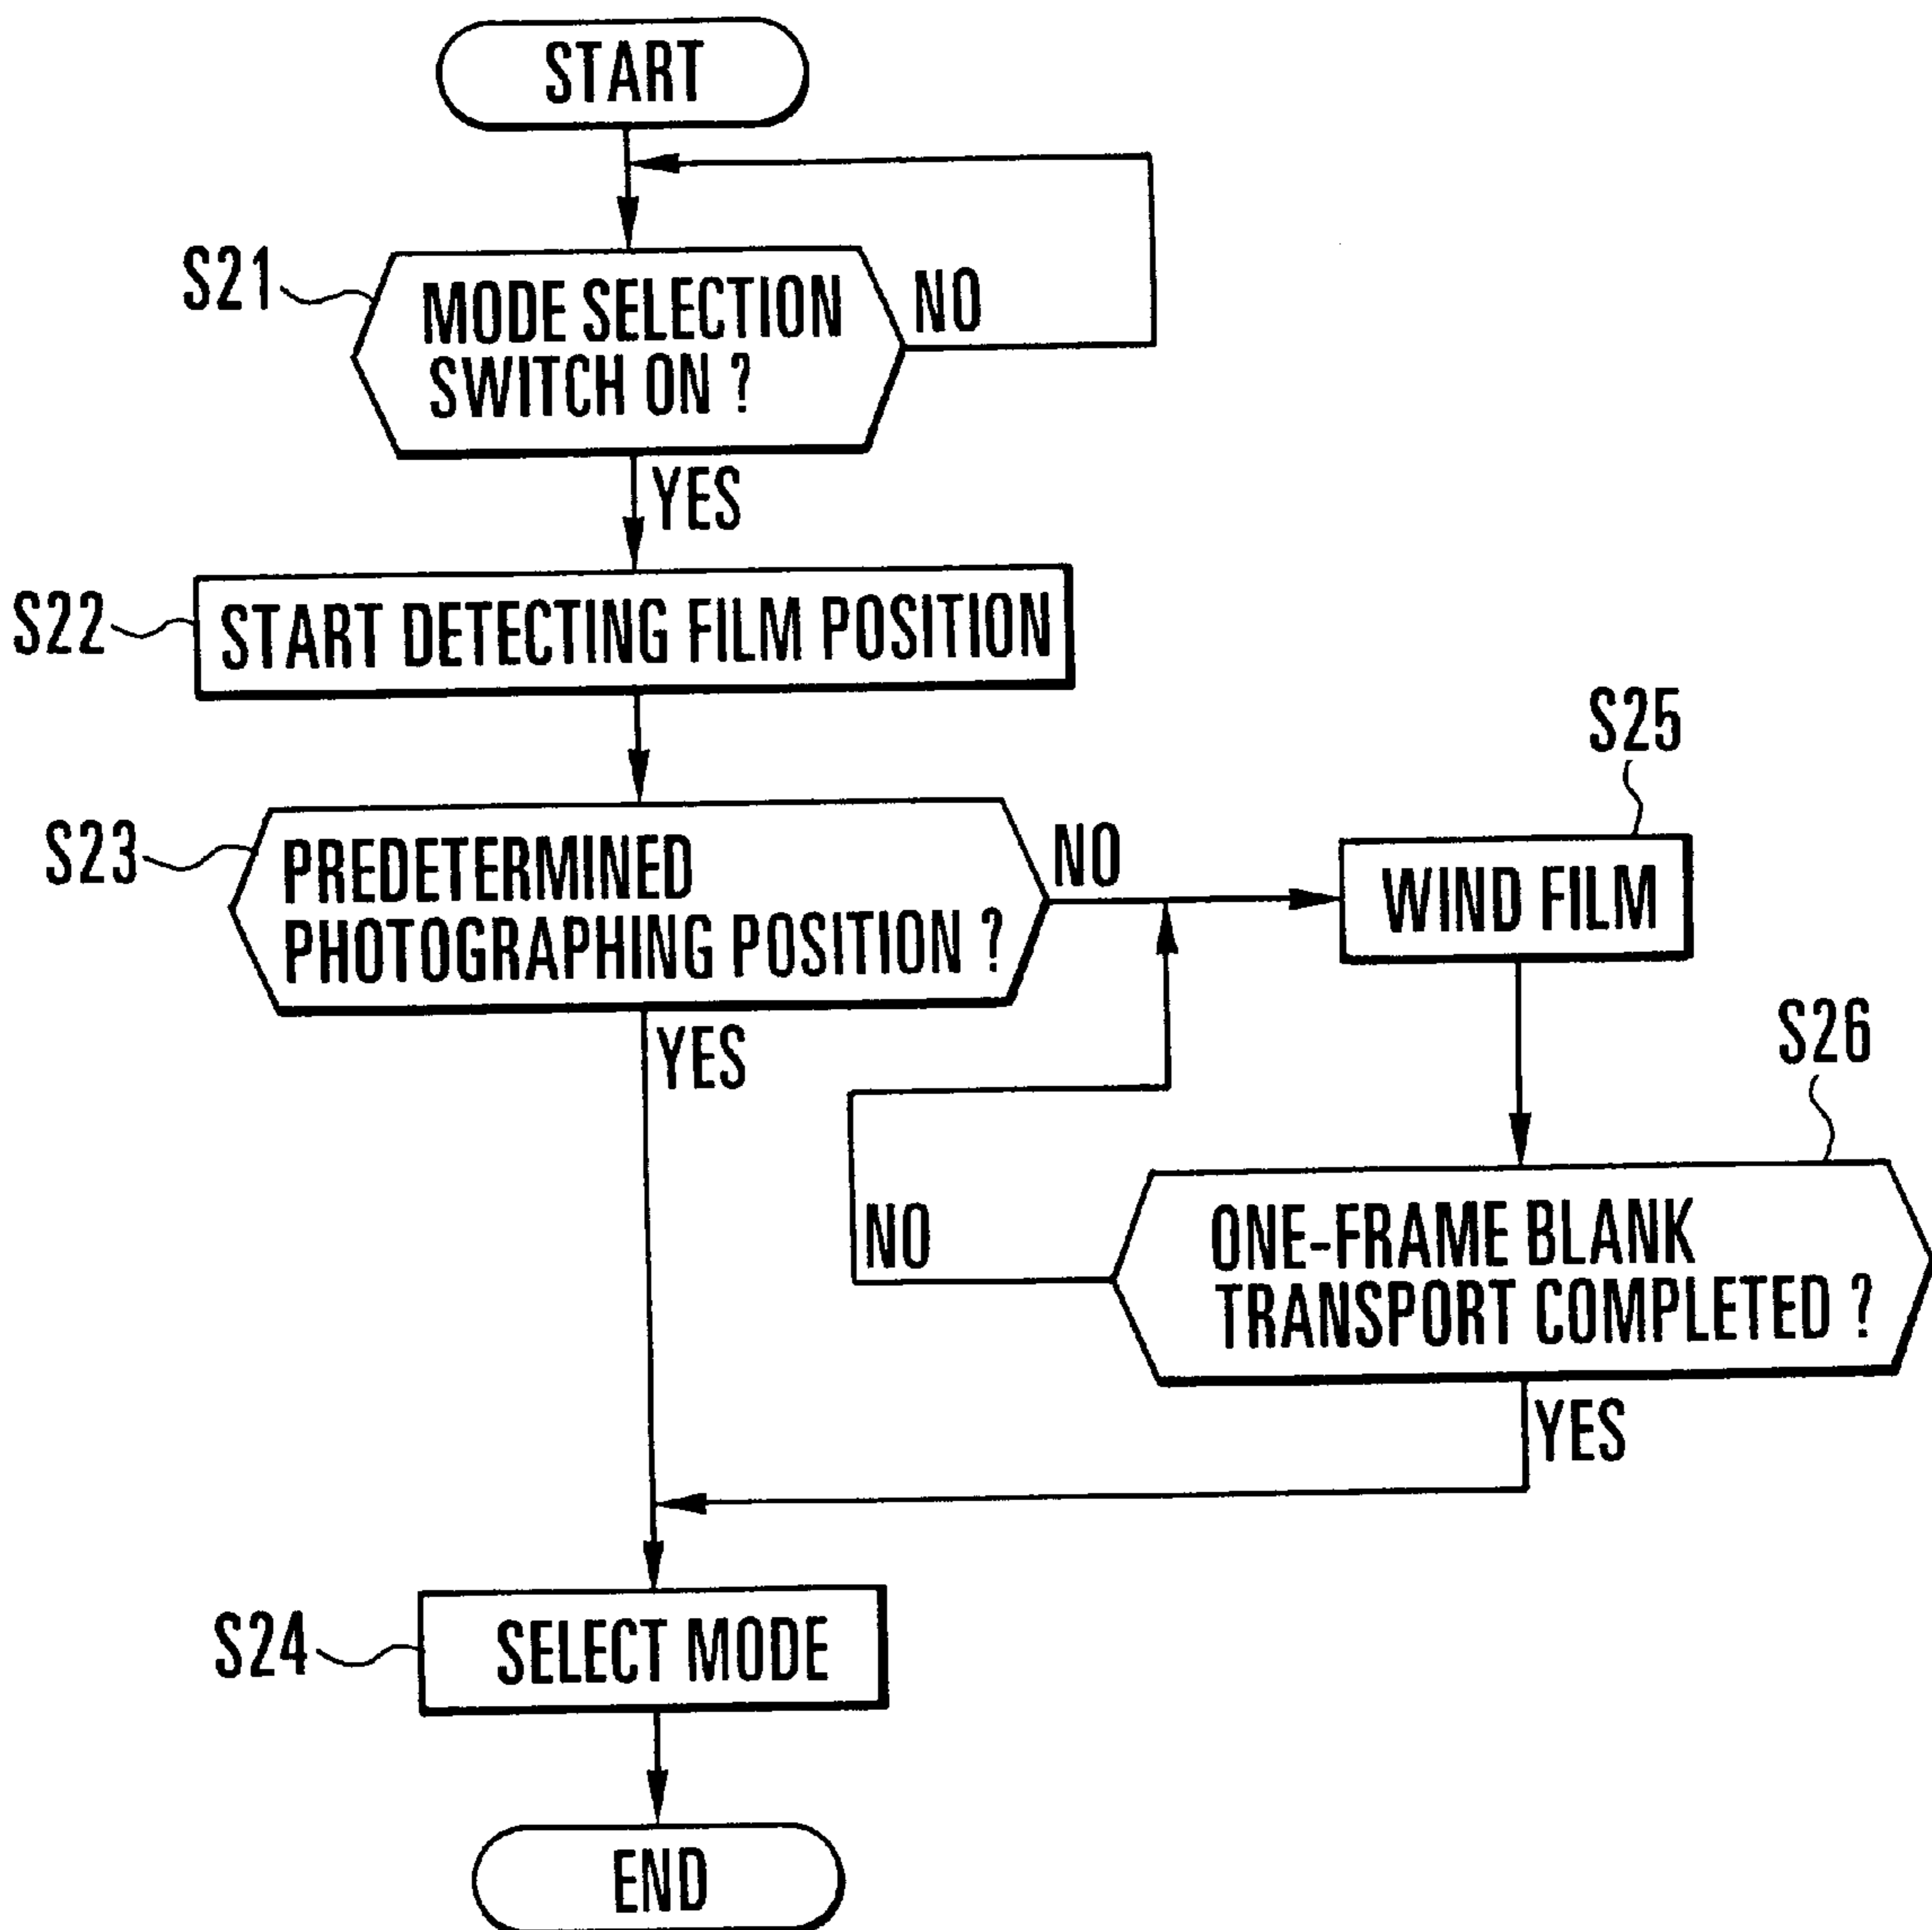 START
S21
MODE SELECTION
SWITCH ON ?
NO
YES
S22
START DETECTING FILM POSITION
S23
PREDETERMINED
PHOTOGRAPHING POSITION ?
NO
YES
S25
WIND FILM
S26
ONE-FRAME BLANK
TRANSPORT COMPLETED ?
NO
YES
S24
SELECT MODE
END